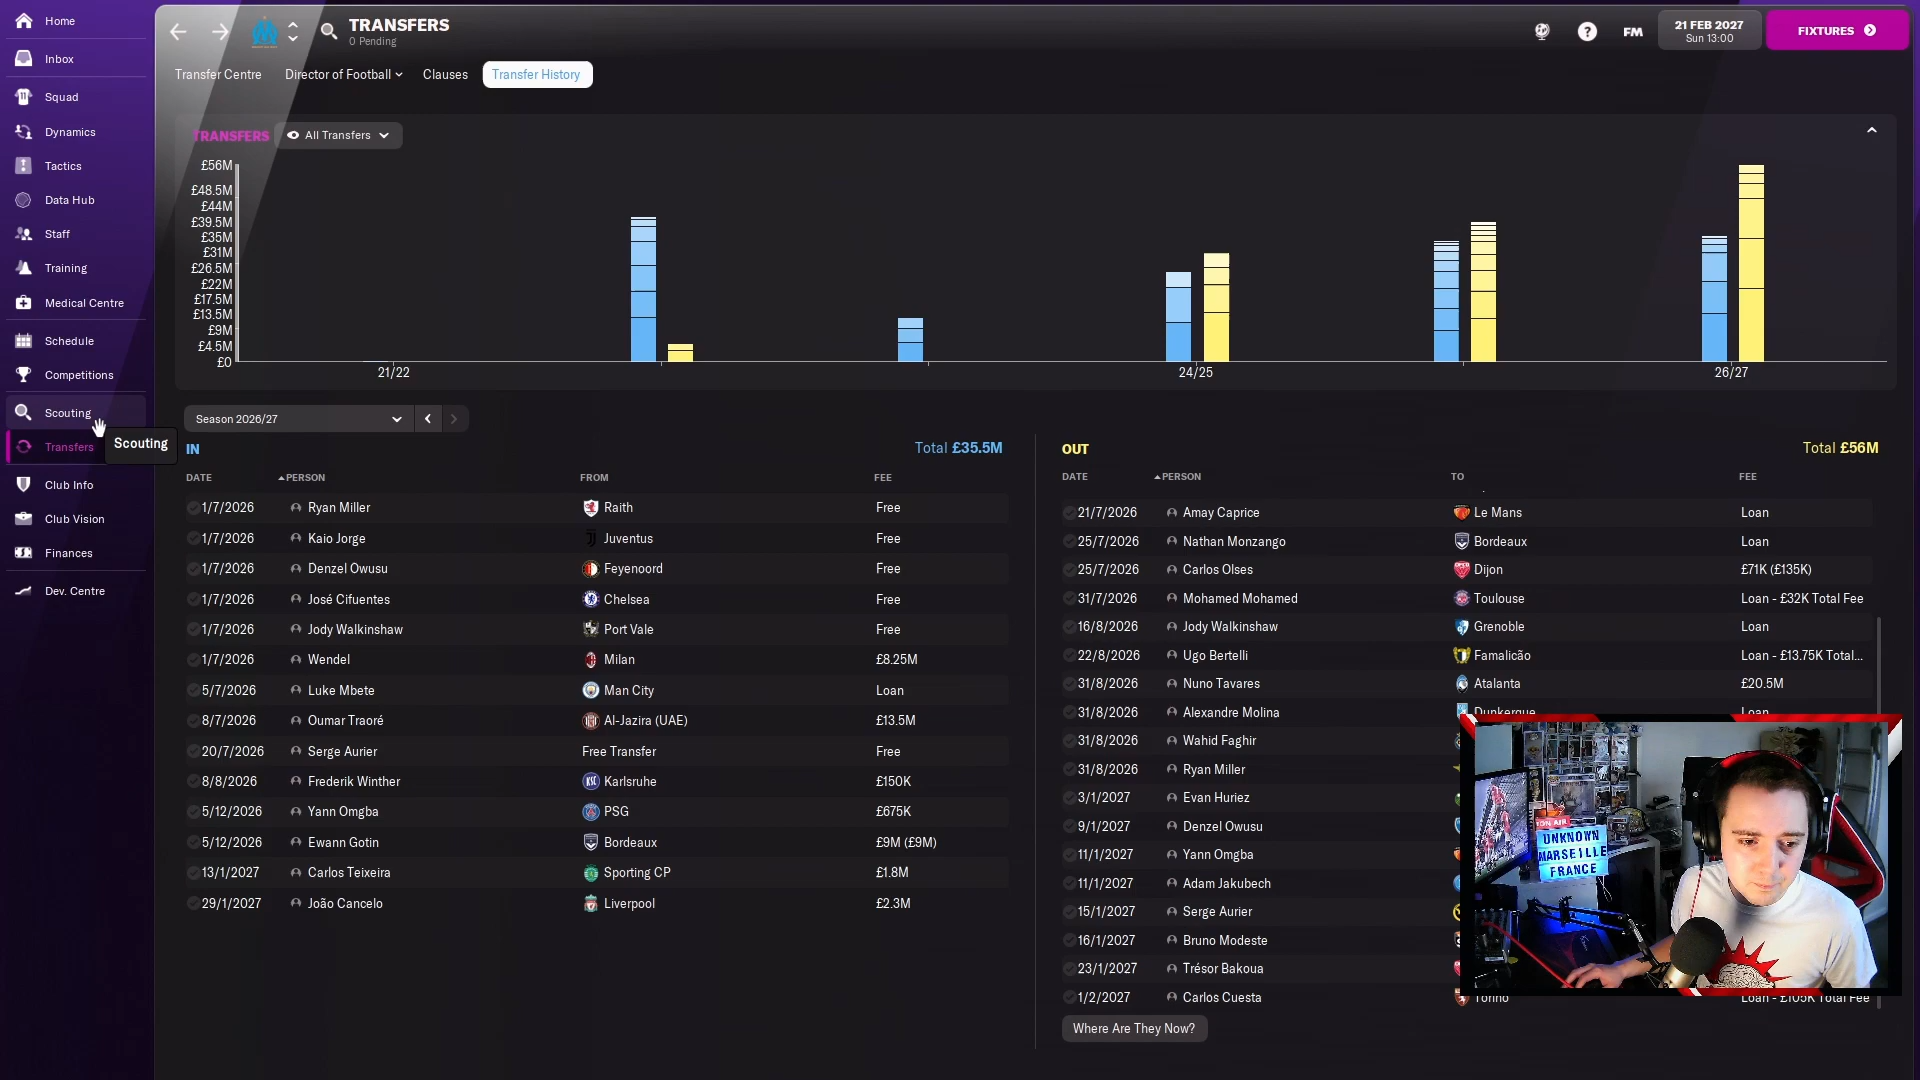 Home
Inbox
Squad
Dynamics
Tactics
Data Hub
Staff
Training
Medical Centre
Schedule
Competitions
Scouting
Transfers
Scouting
Club Info
Club Vision
Finances
Dev. Centre
TRANSFERS
0 Pending
FM
21 FEB 2027
Sun 13:00
FIXTURES
Transfer Centre Director of Football Clauses Transfer History
TRANSFERS All Transfers
£56M
£48.5M
£44M
£39.5M
£35M
£31M
£26.5M
£22M
£17.5M
£13.5M
£9M
£4.5M
£0
21/22 24/25 26/27
Season 2026/27
IN Total £35.5M
DATE PERSON FROM FEE
1/7/2026 Ryan Miller Raith Free
1/7/2026 Kaio Jorge Juventus Free
1/7/2026 Denzel Owusu Feyenoord Free
1/7/2026 José Cifuentes Chelsea Free
1/7/2026 Jody Walkinshaw Port Vale Free
1/7/2026 Wendel Milan £8.25M
5/7/2026 Luke Mbete Man City Loan
8/7/2026 Oumar Traoré Al-Jazira (UAE) £13.5M
20/7/2026 Serge Aurier Free Transfer Free
8/8/2026 Frederik Winther Karlsruhe £150K
5/12/2026 Yann Omgba PSG £675K
5/12/2026 Ewann Gotin Bordeaux £9M (£9M)
13/1/2027 Carlos Teixeira Sporting CP £1.8M
29/1/2027 João Cancelo Liverpool £2.3M
OUT Total £56M
DATE PERSON TO FEE
21/7/2026 Amay Caprice Le Mans Loan
25/7/2026 Nathan Monzango Bordeaux Loan
25/7/2026 Carlos Olses Dijon £71K (£135K)
31/7/2026 Mohamed Mohamed Toulouse Loan - £32K Total Fee
16/8/2026 Jody Walkinshaw Grenoble Loan
22/8/2026 Ugo Bertelli Famalicão Loan - £13.75K Total...
31/8/2026 Nuno Tavares Atalanta £20.5M
31/8/2026 Alexandre Molina Dunkerque Loan
31/8/2026 Wahid Faghir
31/8/2026 Ryan Miller
3/1/2027 Evan Huriez
9/1/2027 Denzel Owusu
11/1/2027 Yann Omgba
11/1/2027 Adam Jakubech
15/1/2027 Serge Aurier
16/1/2027 Bruno Modeste
23/1/2027 Trésor Bakoua
1/2/2027 Carlos Cuesta Torino Loan - £105K Total Fee
Where Are They Now?
ON AIR
UNKNOWN
MARSEILLE
FRANCE